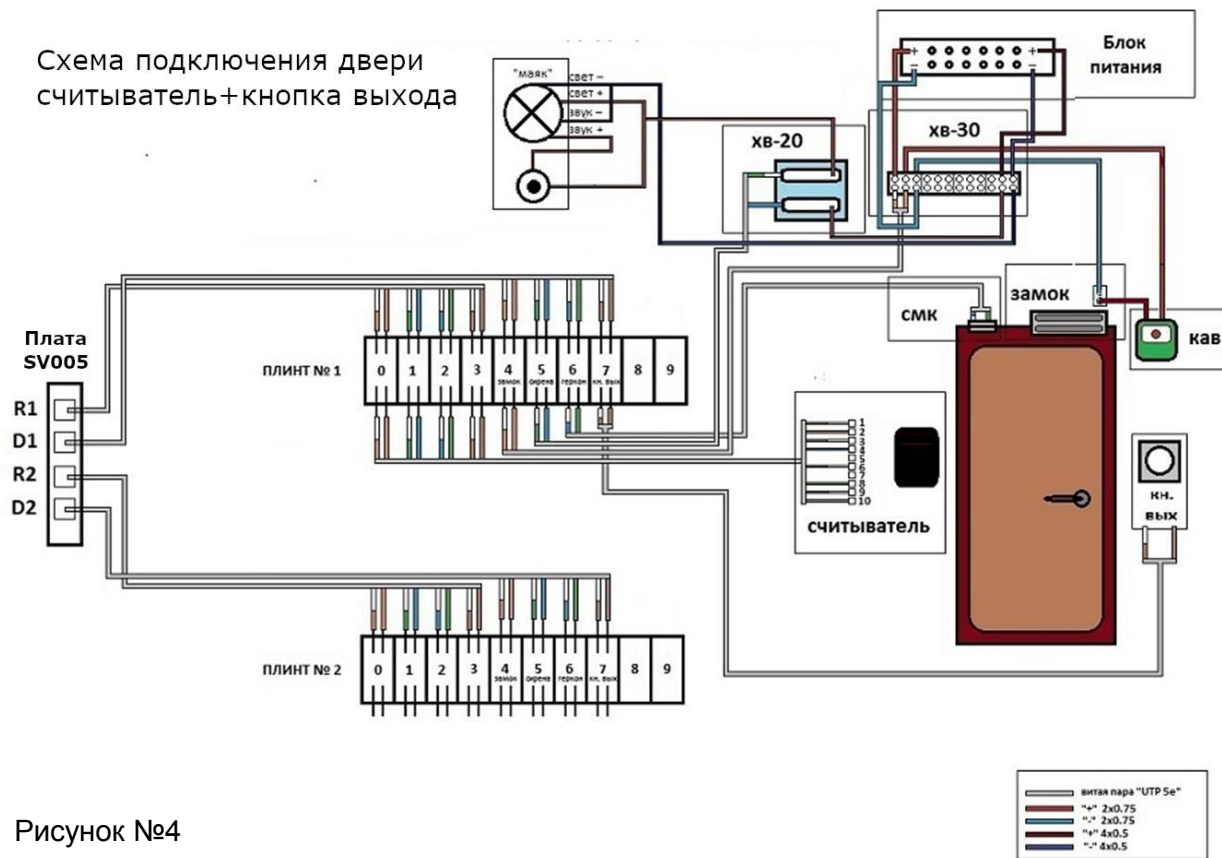 Схема подключения двери
считыватель+кнопка выхода
"маяк"
свет –
свет +
звук –
звук +
хв-20
хв-30
Блок
питания
+ +
– –
Плата
SV005
R1
D1
R2
D2
ПЛИНТ № 1
0 1 2 3 4 5 6 7 8 9
замок сирена геркон кн. вых
смк
замок
кав
1
2
3
4
5
6
7
8
9
10
считыватель
кн.
вых
ПЛИНТ № 2
0 1 2 3 4 5 6 7 8 9
замок сирена геркон кн. вых
витая пара "UTP 5e"
"+" 2x0.75
"-" 2x0.75
"+" 4x0.5
"-" 4x0.5
Рисунок №4